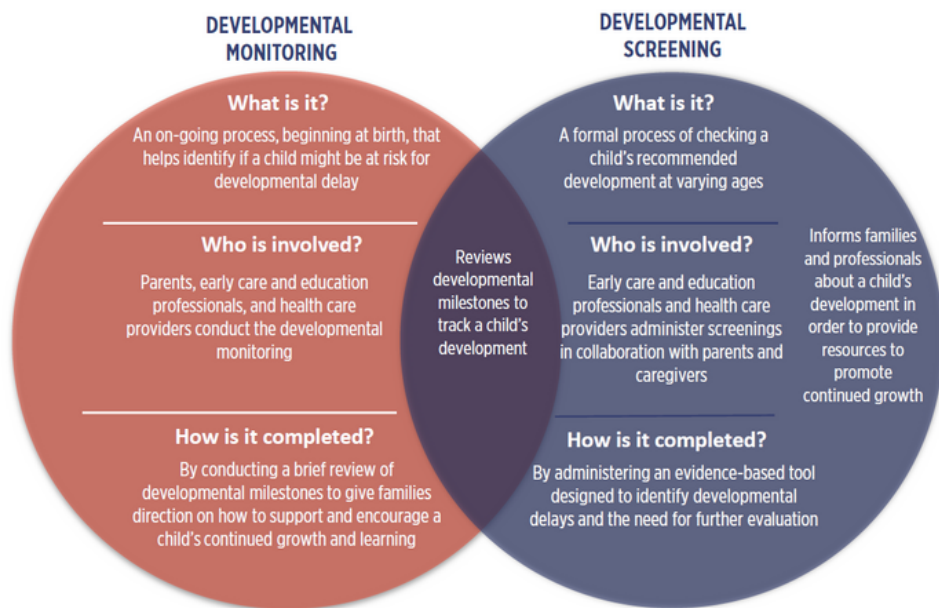 DEVELOPMENTAL
MONITORING
What is it?
An on-going process, beginning at birth, that
helps identify if a child might be at risk for
developmental delay
Who is involved?
Parents, early care and education
professionals, and health care
providers conduct the developmental
monitoring
How is it completed?
By conducting a brief review of
developmental milestones to give families
direction on how to support and encourage a
child's continued growth and learning
Reviews
developmental
milestones to
track a child's
development
DEVELOPMENTAL
SCREENING
What is it?
A formal process of checking a
child's recommended
development at varying ages
Who is involved?
Early care and education
professionals and health care
providers administer screenings
in collaboration with parents and
caregivers
How is it completed?
By administering an evidence-based tool
designed to identify developmental
delays and the need for further evaluation
Informs families
and professionals
about a child's
development in
order to provide
resources to
promote
continued growth